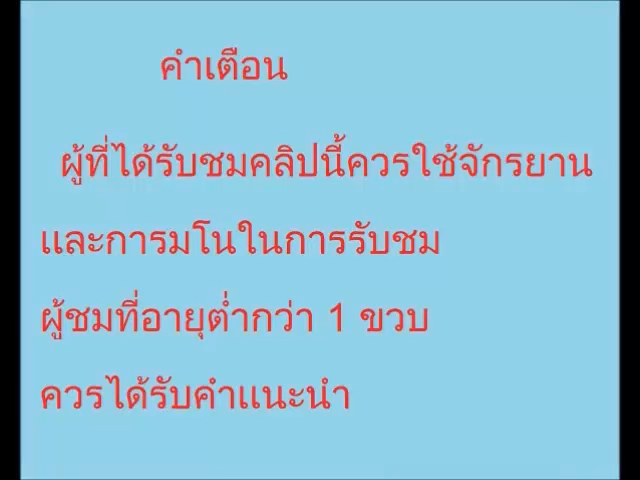 คำเตือน
ผู้ที่ได้รับชมคลิปนี้ควรใช้จักรยาน
และการมโนในการรับชม
ผู้ชมที่อายุต่ำกว่า 1 ขวบ
ควรได้รับคำแนะนำ